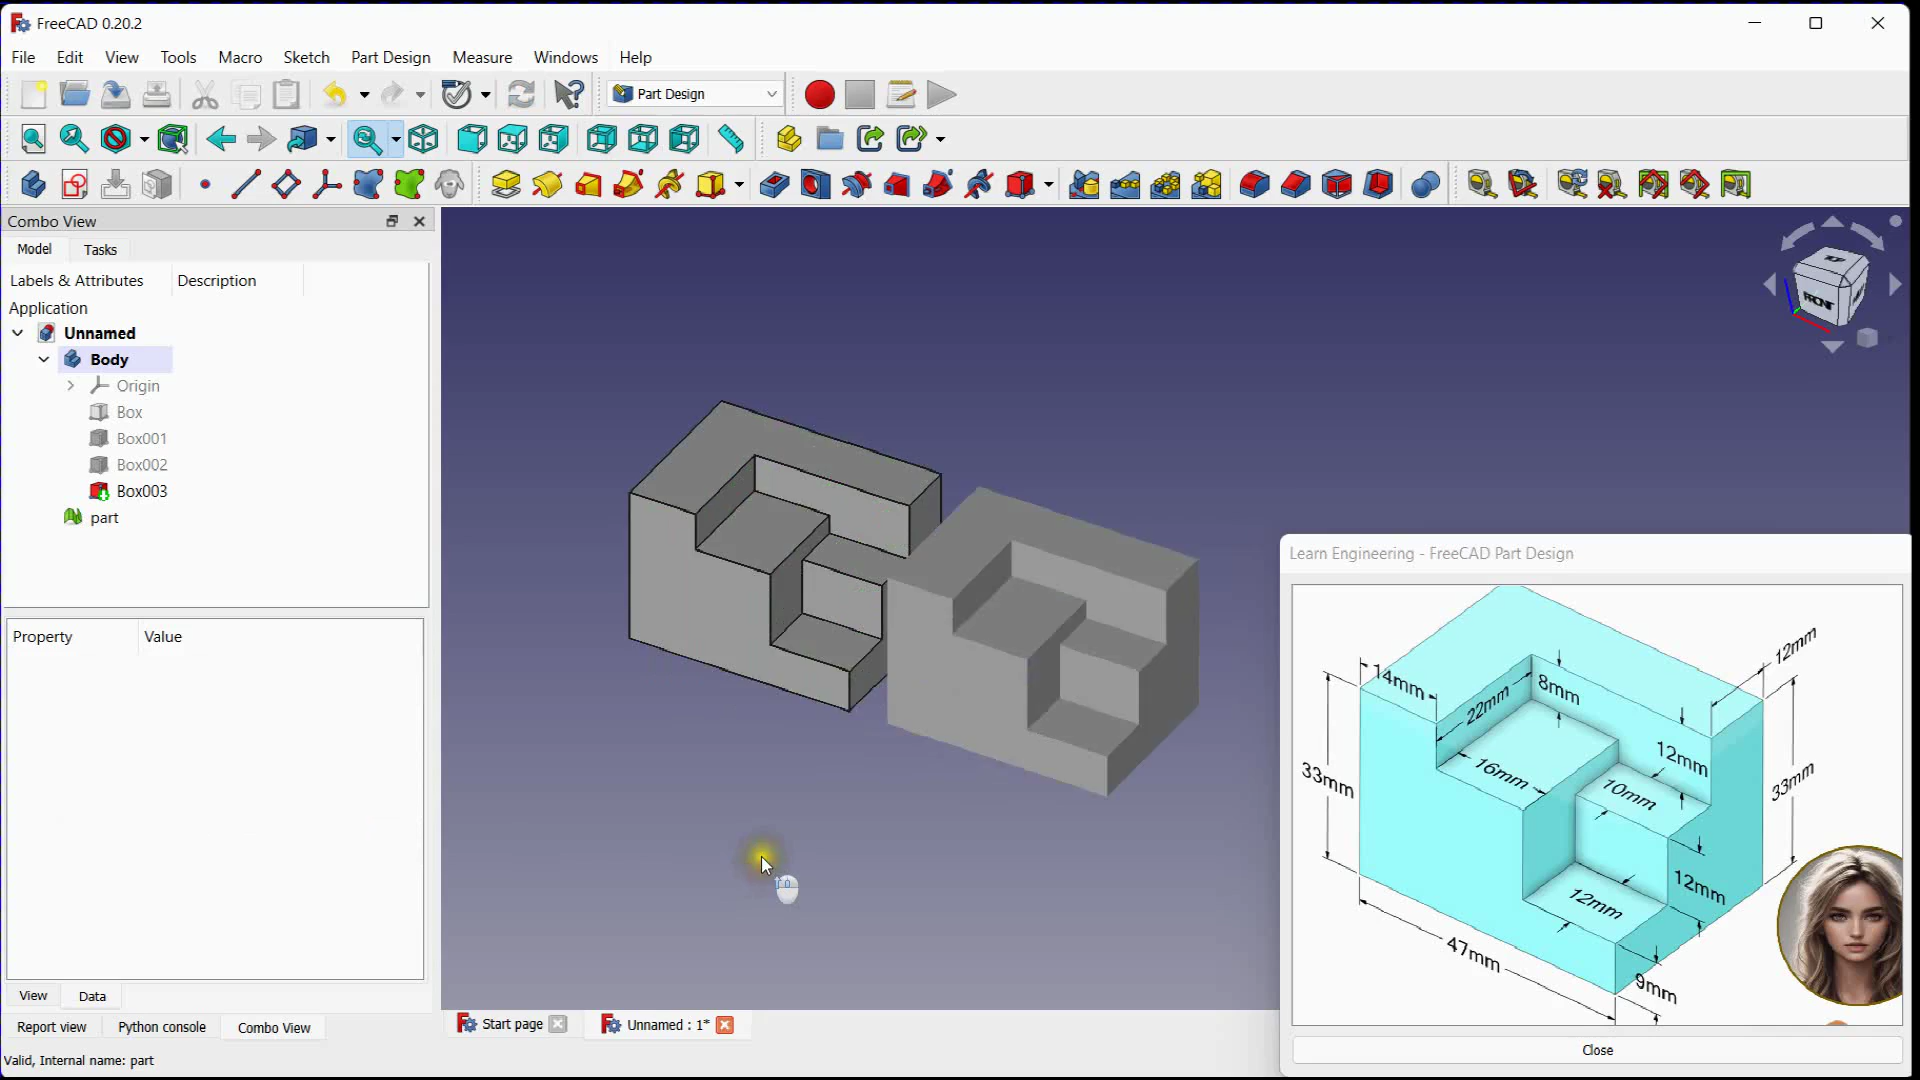 FreeCAD 0.20.2
File Edit View Tools Macro Sketch Part Design Measure Windows Help
Part Design
Combo View
Model Tasks
Labels & Attributes Description
Application
Unnamed
Body
Origin
Box
Box001
Box002
Box003
part
Property Value
View Data
Report view Python console Combo View
Valid, Internal name: part
Start page
Unnamed : 1*
TOP
FRONT
Learn Engineering - FreeCAD Part Design
12mm
14mm
8mm
22mm
12mm
16mm
10mm
33mm
33mm
12mm
12mm
47mm
9mm
Close